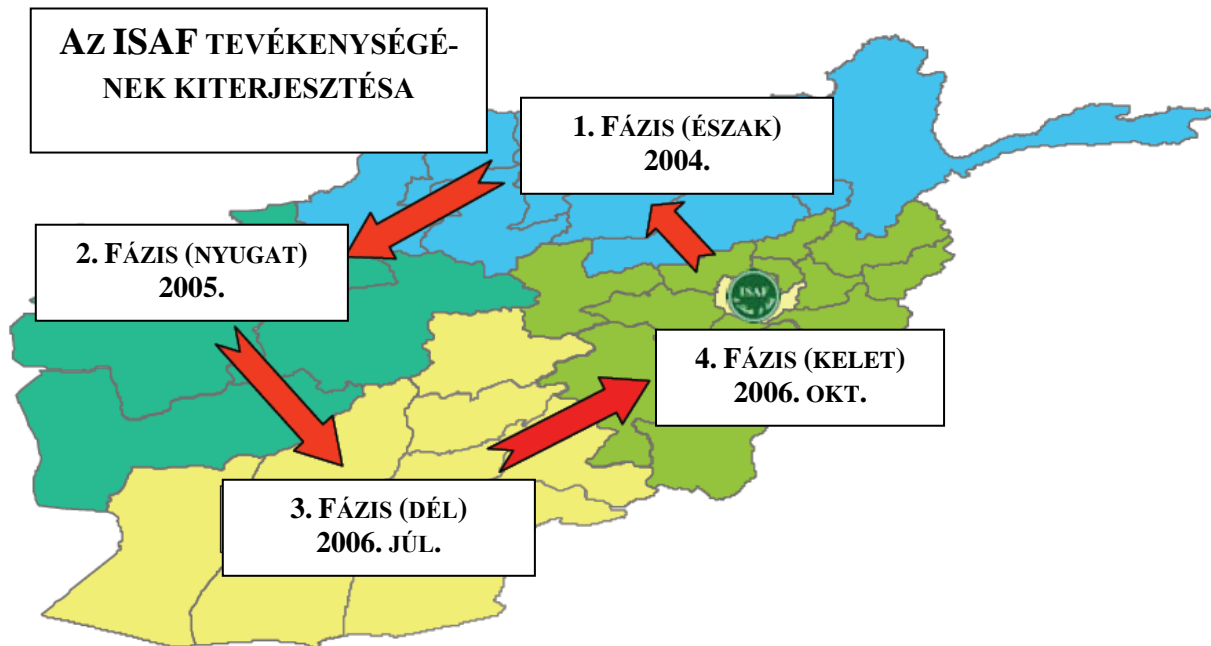 AZ ISAF TEVÉKENYSÉGÉ-
NEK KITERJESZTÉSA
1. FÁZIS (ÉSZAK)
2004.
2. FÁZIS (NYUGAT)
2005.
ISAF
4. FÁZIS (KELET)
2006. OKT.
3. FÁZIS (DÉL)
2006. JÚL.